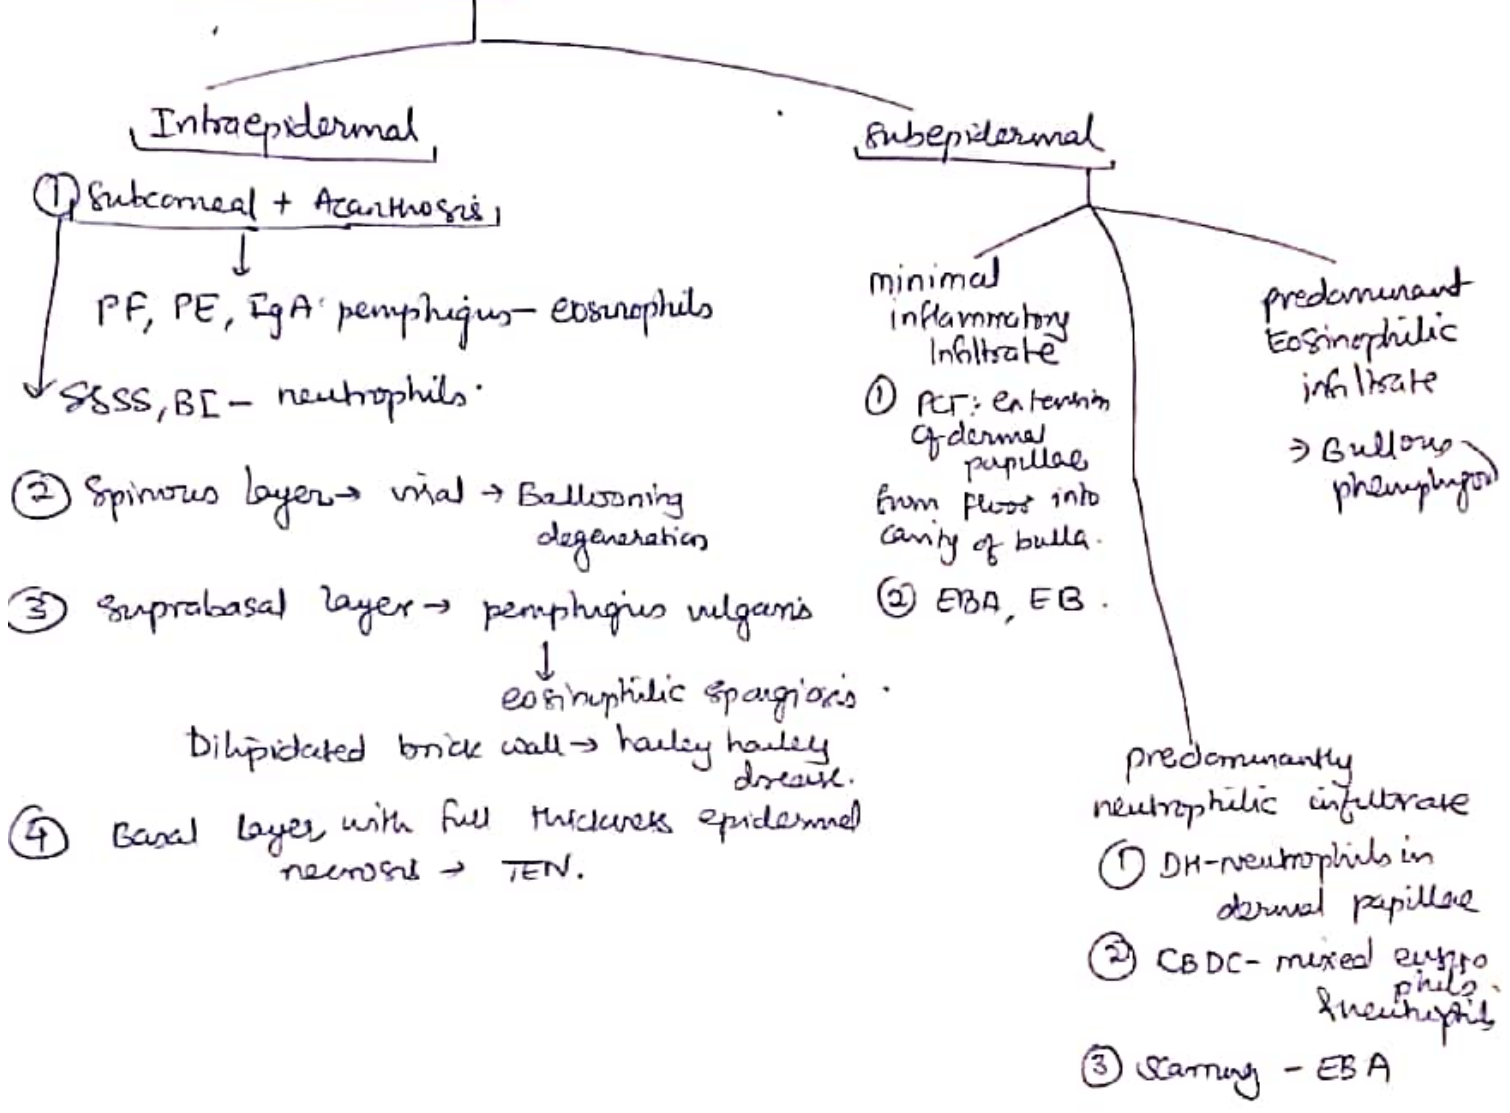 Intraepidermal
① Subcorneal + Acanthosis
PF, PE, IgA pemphigus - eosinophils
SSSS, BI - neutrophils.
② Spinous layer → viral → Ballooning
degeneration
③ Suprabasal layer → pemphigus vulgaris
↓
eosinophilic spongiosis.
Dilipidated brick wall → hailey hailey
disease.
④ Basal layer with full thickness epidermal
necrosis → TEN.
Subepidermal
minimal
inflammatory
Infiltrate
① PCT: extension
of dermal
papillae
from floor into
cavity of bulla.
② EBA, EB.
predominant
Eosinophilic
infiltrate
→ Bullous
predominantly
neutrophilic infiltrate
① DH-Neutrophils in
dermal papillae
② CBDC - mixed
& neutrophils
③ Scarring - EBA